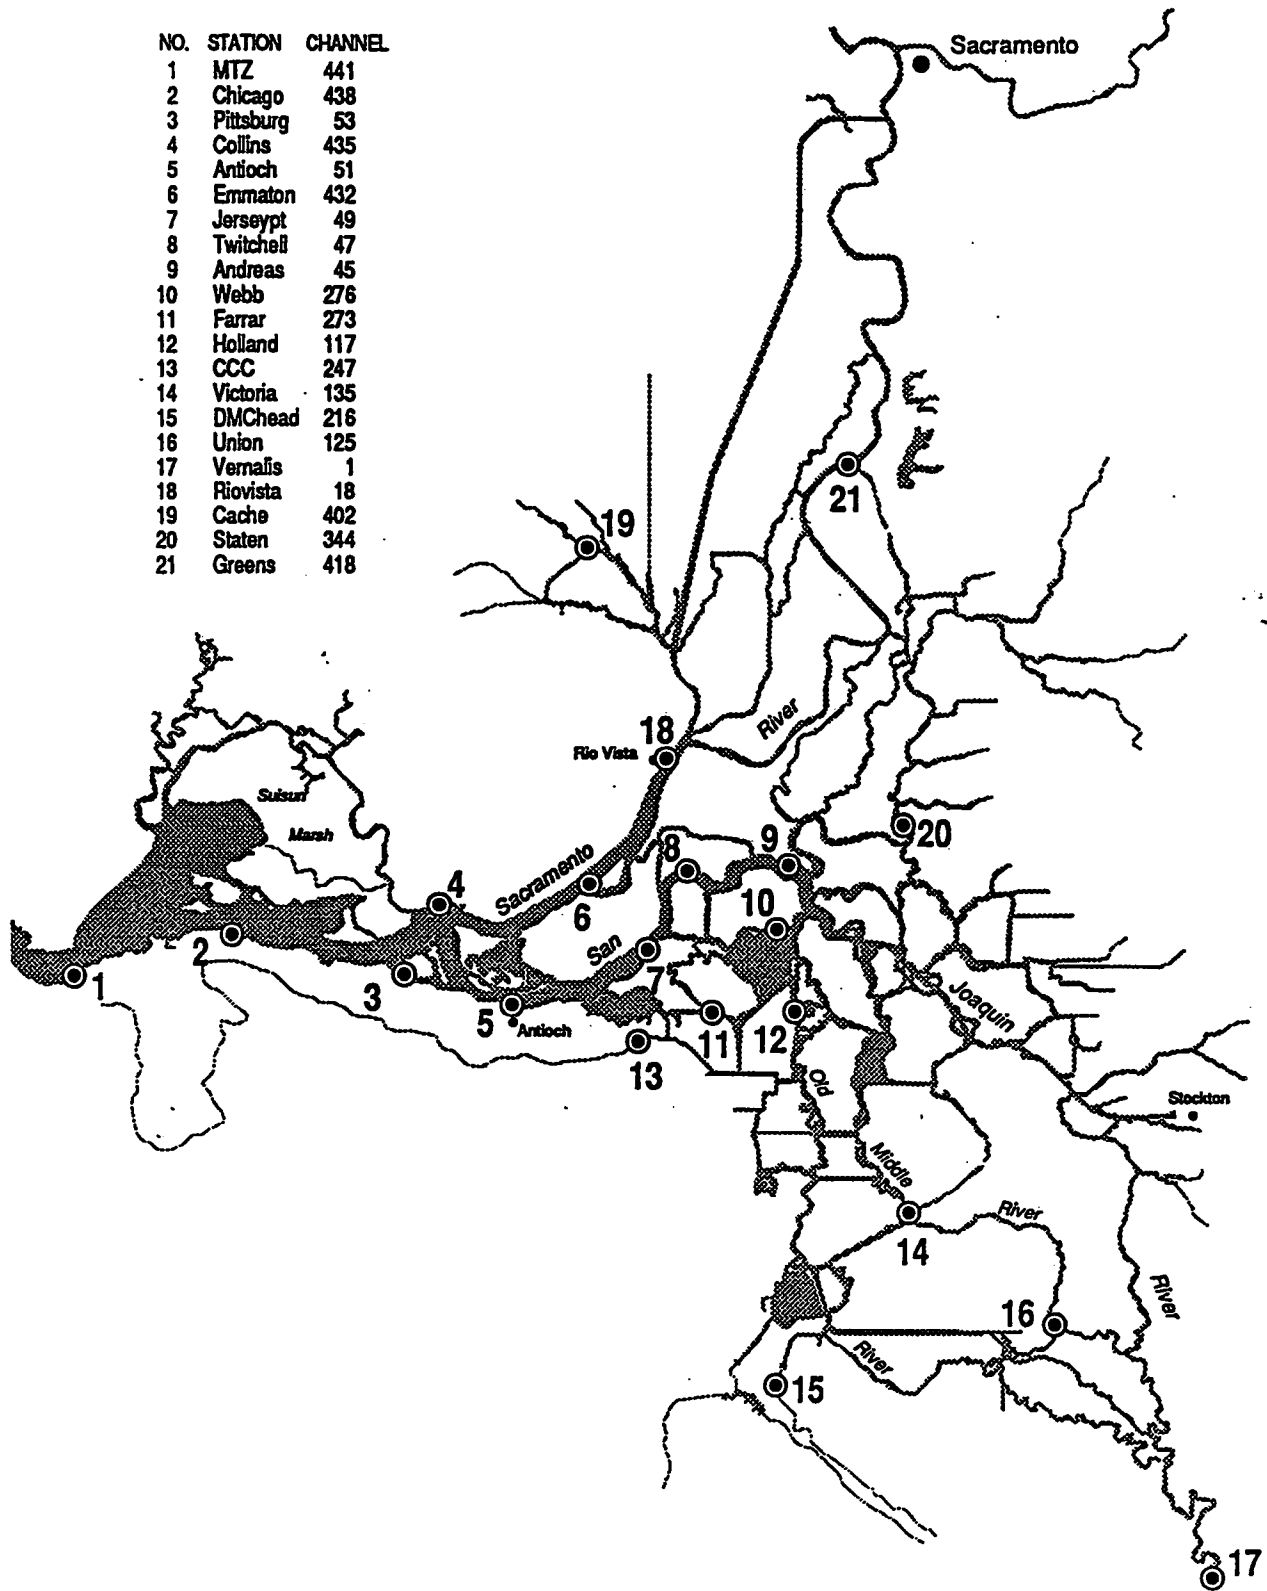 NO. STATION CHANNEL
1 MTZ 441
2 Chicago 438
3 Pittsburg 53
4 Collins 435
5 Antioch 51
6 Emmaton 432
7 Jerseypt 49
8 Twitchell 47
9 Andreas 45
10 Webb 276
11 Farrar 273
12 Holland 117
13 CCC 247
14 Victoria 135
15 DMChead 216
16 Union 125
17 Vernalis 1
18 Riovista 18
19 Cache 402
20 Staten 344
21 Greens 418
Sacramento
21
19
River
18
Rio Vista
Suisun
Marsh
20
9
8
4
Sacramento
6
10
2
San
7
1
3
Joaquin
5
Antioch
11
12
13
Old
Stockton
Middle
River
14
River
16
River
15
17